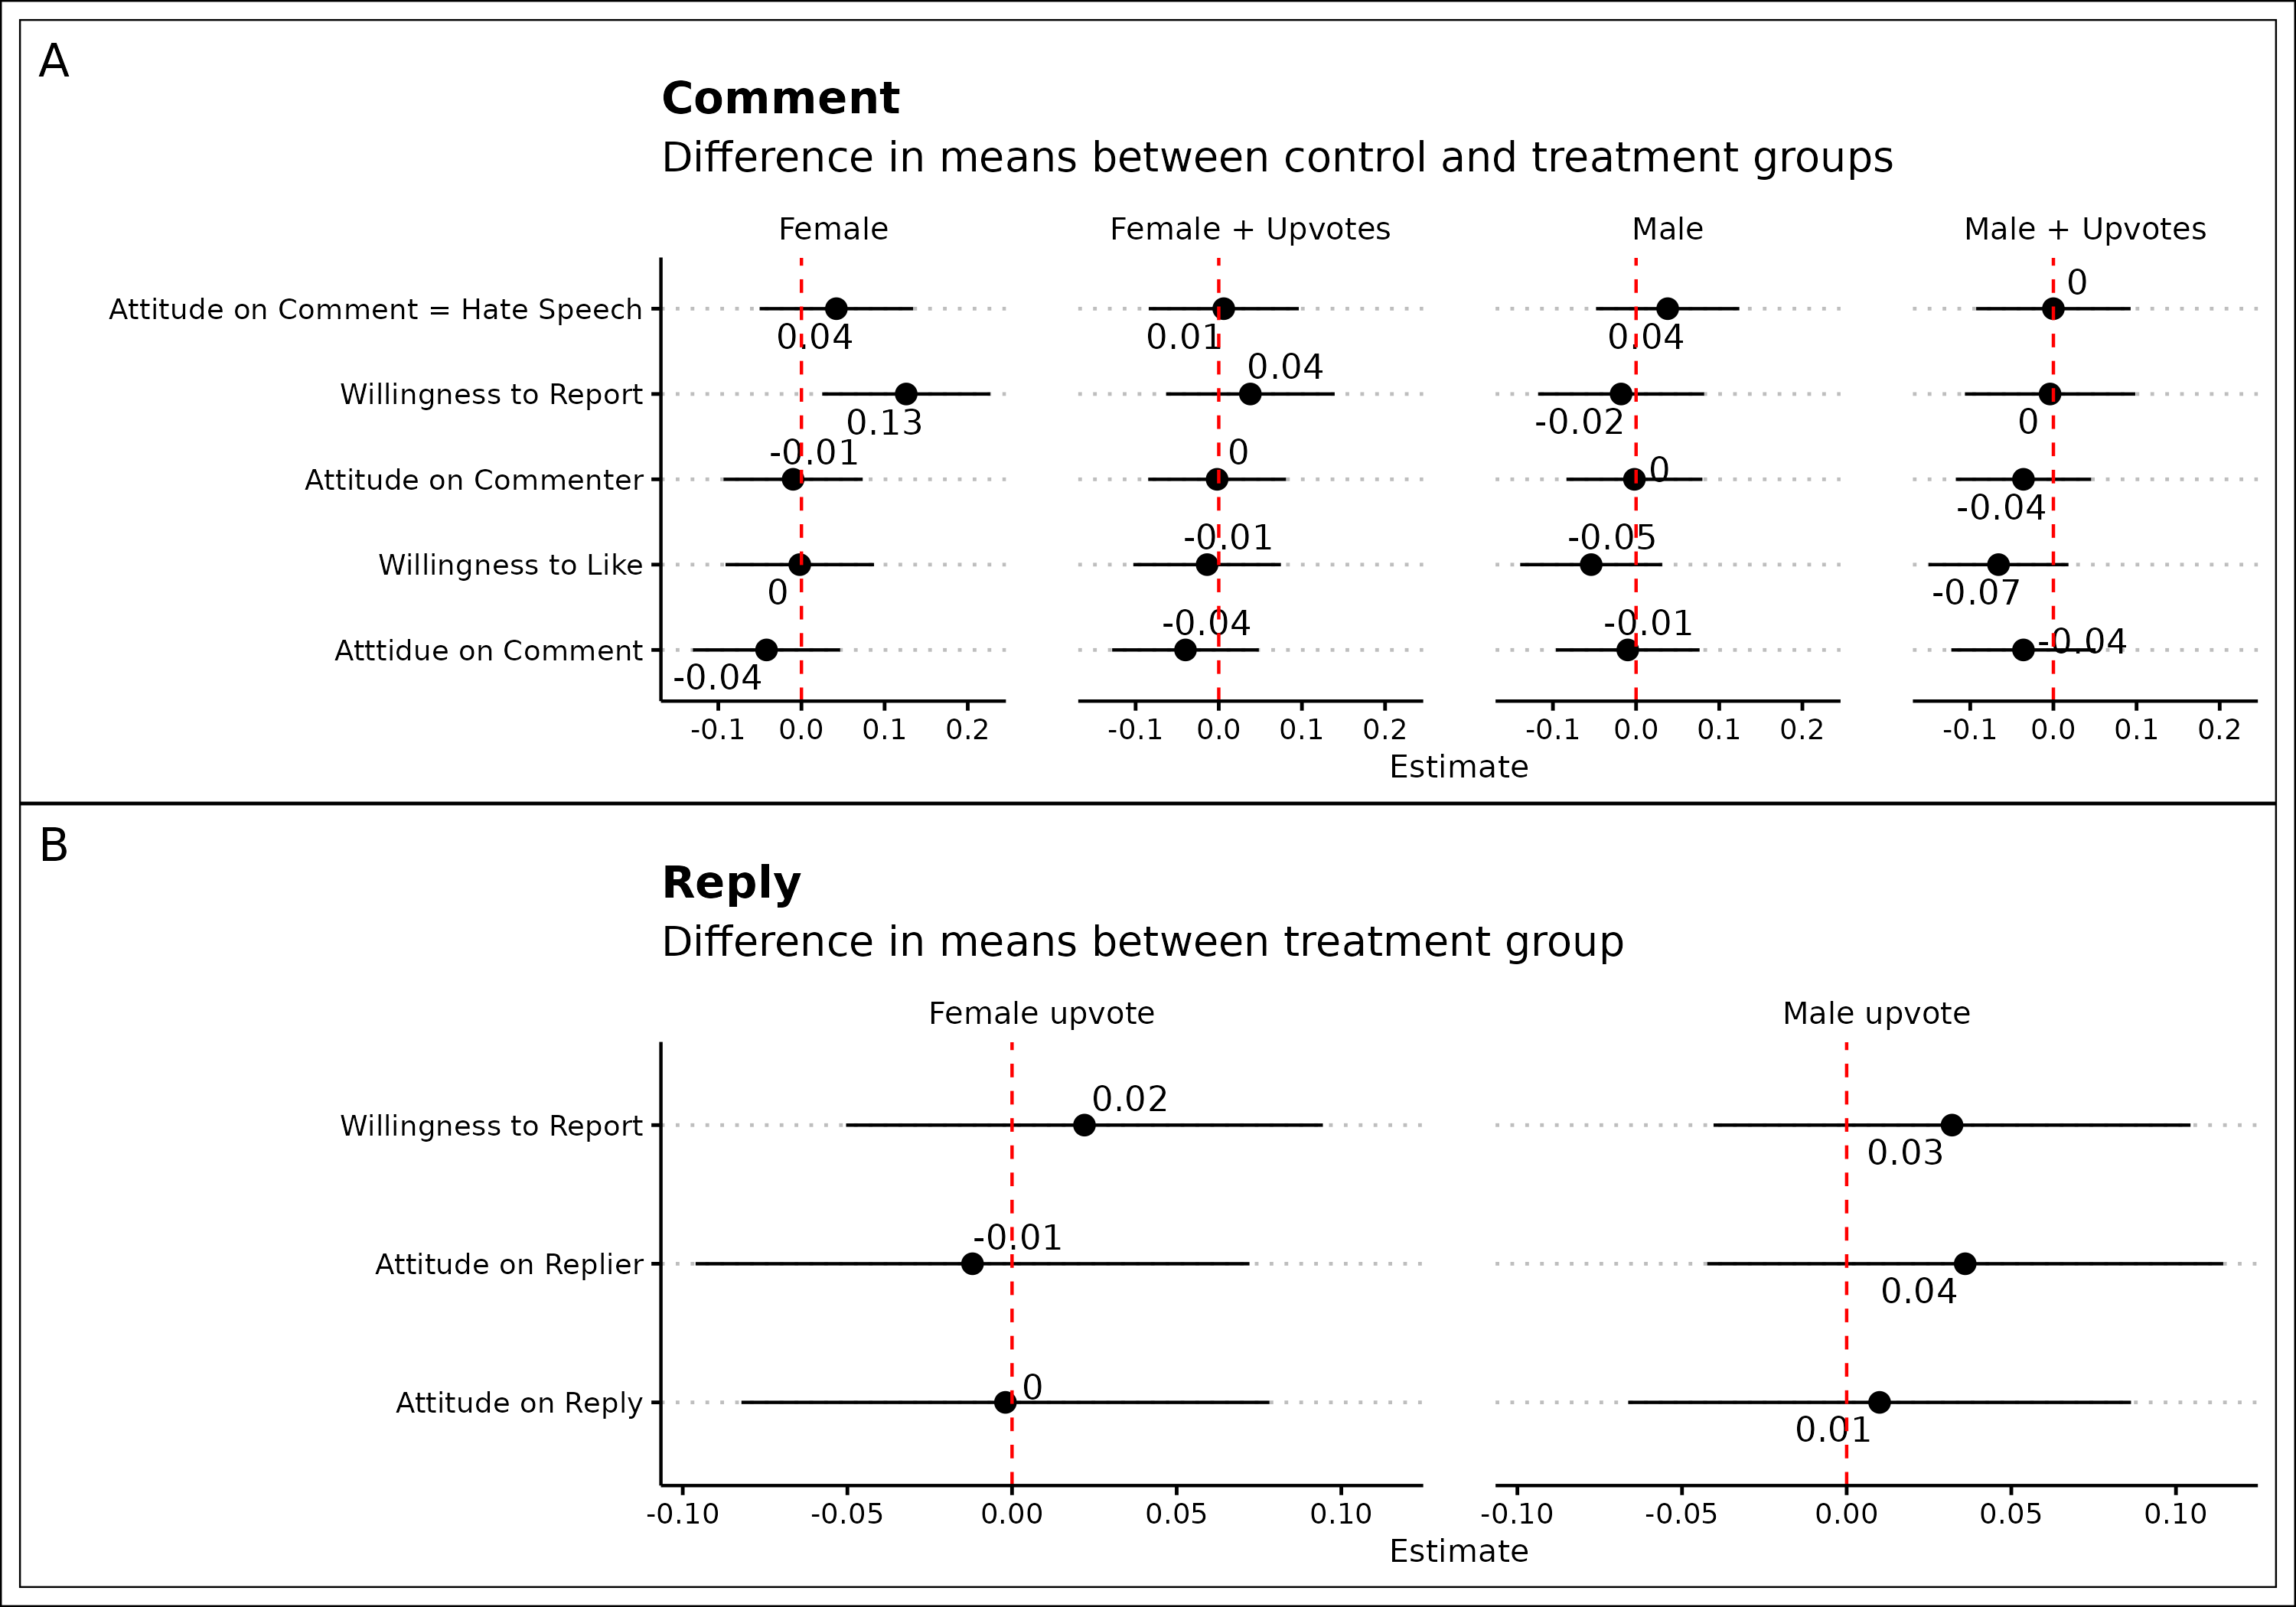 A
Comment
Difference in means between control and treatment groups
Female Female + Upvotes Male Male + Upvotes
Attitude on Comment = Hate Speech 0.04 0.01 0.04 0
Willingness to Report 0.13 0.04 -0.02 0
Attitude on Commenter -0.01 0 0 -0.04
Willingness to Like 0 -0.01 -0.05 -0.07
Atttidue on Comment -0.04 -0.04 -0.01 -0.04
-0.1 0.0 0.1 0.2 -0.1 0.0 0.1 0.2 -0.1 0.0 0.1 0.2 -0.1 0.0 0.1 0.2
Estimate
B
Reply
Difference in means between treatment group
Female upvote Male upvote
Willingness to Report 0.02 0.03
Attitude on Replier -0.01 0.04
Attitude on Reply 0 0.01
-0.10 -0.05 0.00 0.05 0.10 -0.10 -0.05 0.00 0.05 0.10
Estimate